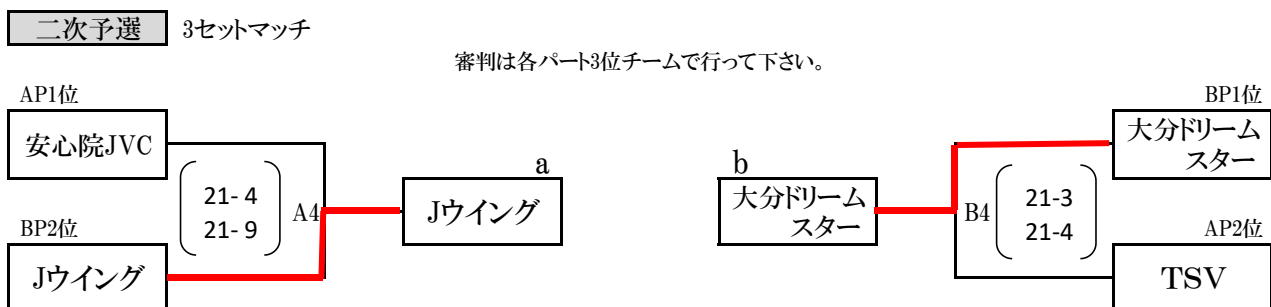 二次予選 3セットマッチ
審判は各パート3位チームで行って下さい。
AP1位
安心院JVC
21- 4
21- 9
A4
BP2位
Jウイング
a
Jウイング
b
大分ドリーム
スター
B4
21-3
21-4
BP1位
大分ドリーム
スター
AP2位
TSV